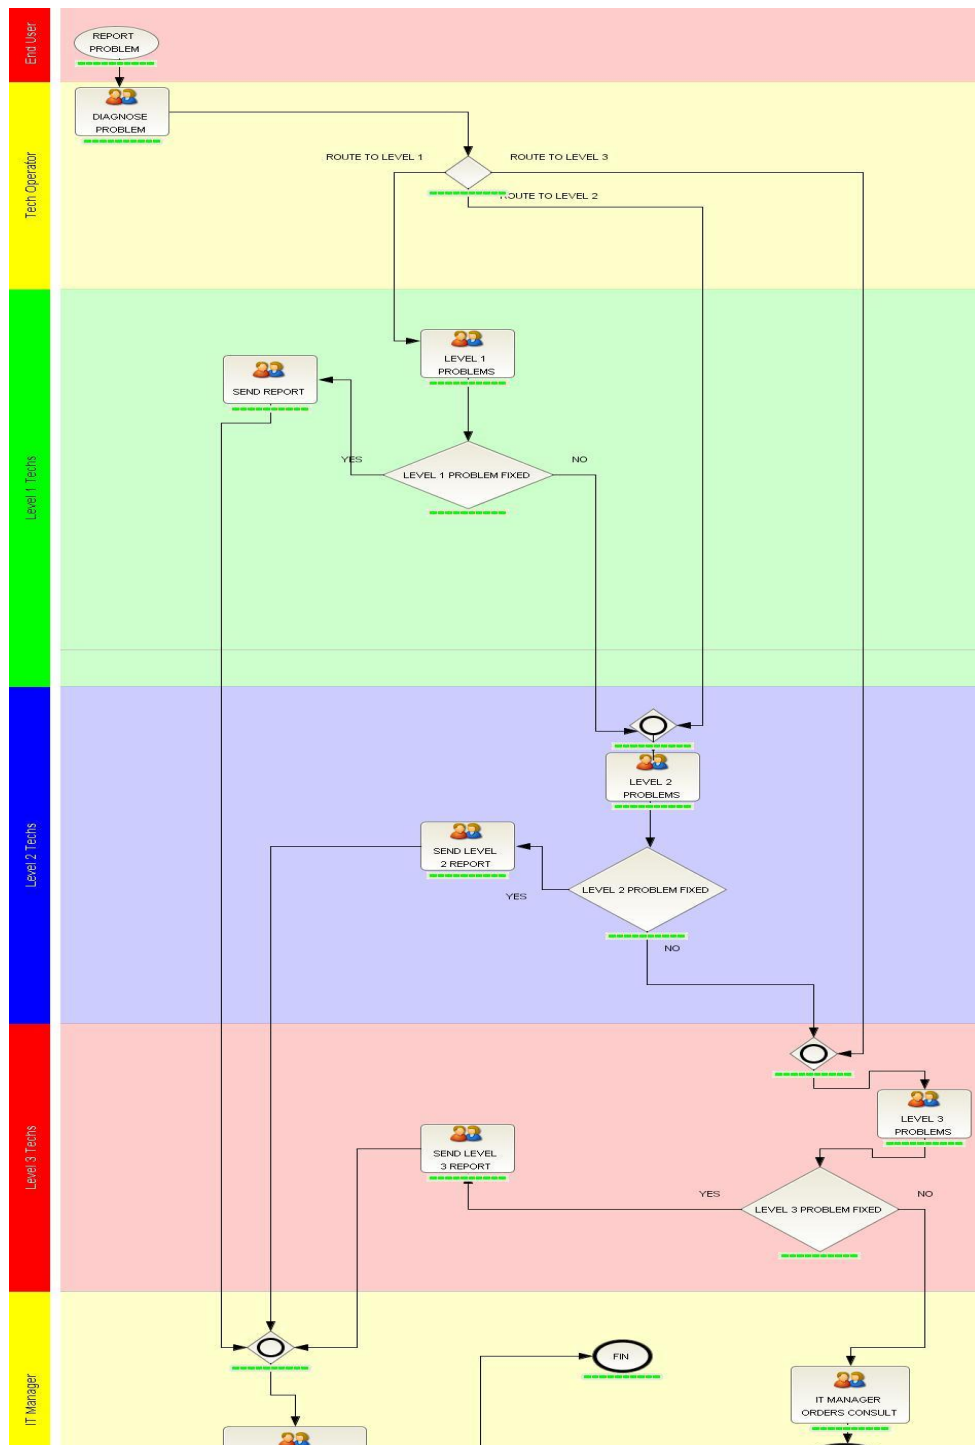 End User
REPORT
PROBLEM
Tech Operator
DIAGNOSE
PROBLEM
ROUTE TO LEVEL 1
ROUTE TO LEVEL 3
ROUTE TO LEVEL 2
Level 1 Techs
LEVEL 1
PROBLEMS
SEND REPORT
YES
LEVEL 1 PROBLEM FIXED
NO
Level 2 Techs
LEVEL 2
PROBLEMS
SEND LEVEL
2 REPORT
YES
LEVEL 2 PROBLEM FIXED
NO
Level 3 Techs
LEVEL 3
PROBLEMS
SEND LEVEL
3 REPORT
YES
LEVEL 3 PROBLEM FIXED
NO
IT Manager
FIN
IT MANAGER
ORDERS CONSULT